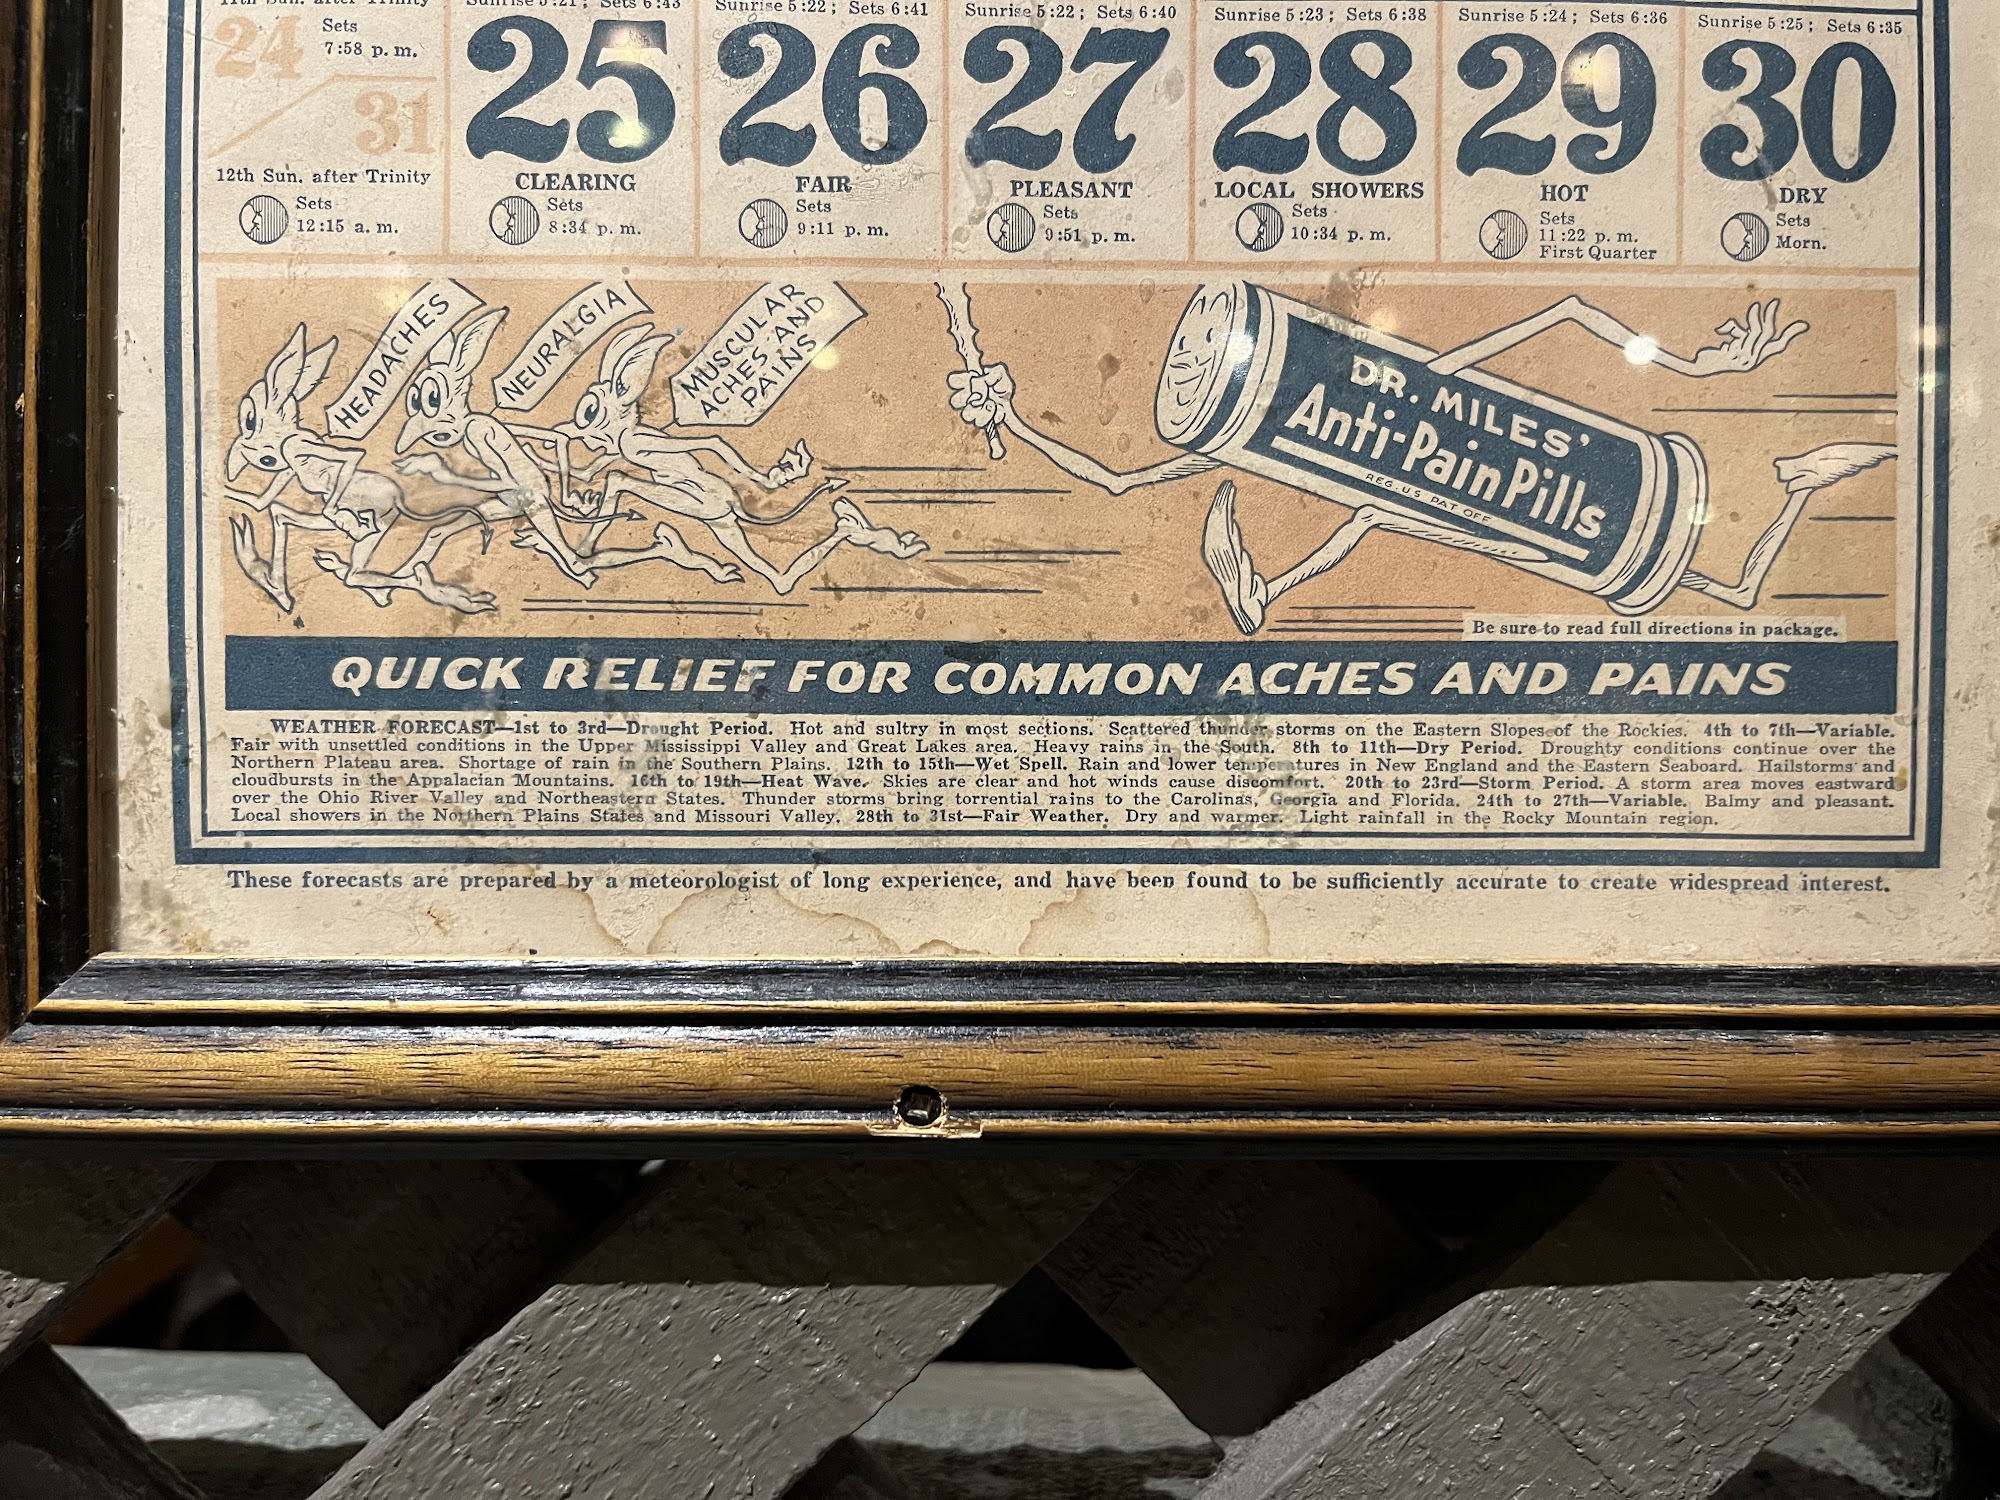 11th Sun. after Trinity
Sunrise 5:21; Sets 6:43
Sunrise 5:22; Sets 6:41
Sunrise 5:22; Sets 6:40
Sunrise 5:23; Sets 6:38
Sunrise 5:24; Sets 6:36
Sunrise 5:25; Sets 6:35
24
Sets
7:58 p. m.
31
12th Sun. after Trinity
Sets
12:15 a. m.
25
CLEARING
Sets
8:34 p. m.
26
FAIR
Sets
9:11 p. m.
27
PLEASANT
Sets
9:51 p. m.
28
LOCAL SHOWERS
Sets
10:34 p. m.
29
HOT
Sets
11:22 p. m.
First Quarter
30
DRY
Sets
Morn.
HEADACHES
NEURALGIA
MUSCULAR
ACHES AND
PAINS
DR. MILES'
Anti-Pain Pills
REG. U S PAT OFF
Be sure to read full directions in package.
QUICK RELIEF FOR COMMON ACHES AND PAINS
WEATHER FORECAST—1st to 3rd—Drought Period. Hot and sultry in most sections. Scattered thunder storms on the Eastern Slopes of the Rockies. 4th to 7th—Variable.
Fair with unsettled conditions in the Upper Mississippi Valley and Great Lakes area. Heavy rains in the South. 8th to 11th—Dry Period. Droughty conditions continue over the
Northern Plateau area. Shortage of rain in the Southern Plains. 12th to 15th—Wet Spell. Rain and lower temperatures in New England and the Eastern Seaboard. Hailstorms and
cloudbursts in the Appalacian Mountains. 16th to 19th—Heat Wave. Skies are clear and hot winds cause discomfort. 20th to 23rd—Storm Period. A storm area moves eastward
over the Ohio River Valley and Northeastern States. Thunder storms bring torrential rains to the Carolinas, Georgia and Florida. 24th to 27th—Variable. Balmy and pleasant.
Local showers in the Northern Plains States and Missouri Valley. 28th to 31st—Fair Weather. Dry and warmer. Light rainfall in the Rocky Mountain region.
These forecasts are prepared by a meteorologist of long experience, and have been found to be sufficiently accurate to create widespread interest.